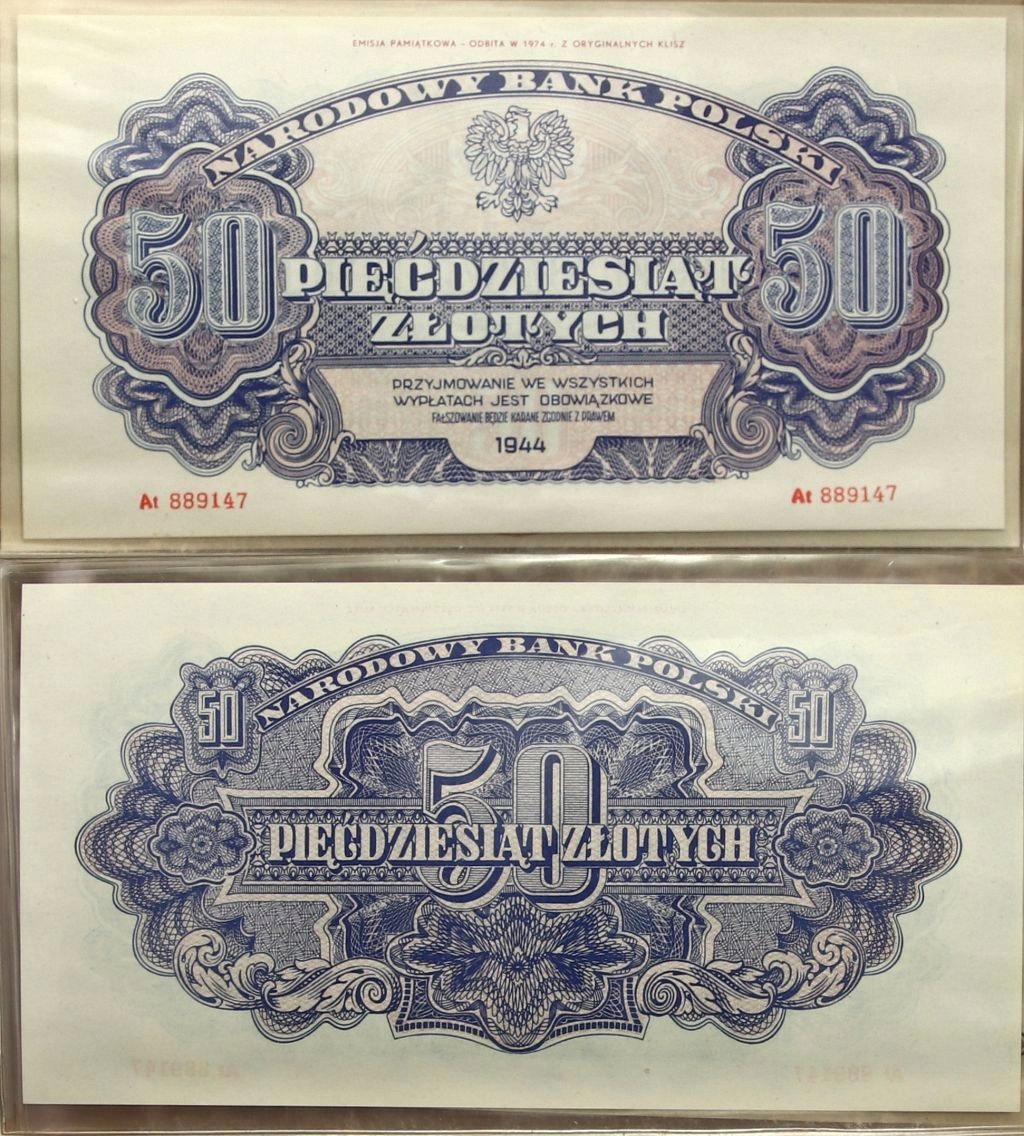 EMISJA PAMIĄTKOWA - ODBITA W 1974 r. Z ORYGINALNYCH KLISZ
NARODOWY BANK POLSKI
50 50
PIĘĆDZIESIĄT
ZŁOTYCH
PRZYJMOWANIE WE WSZYSTKICH
WYPŁATACH JEST OBOWIĄZKOWE
FAŁSZOWANIE BĘDZIE KARANE ZGODNIE Z PRAWEM
1944
At 889147 At 889147
NARODOWY BANK POLSKI
50 50
50
PIĘĆDZIESIĄT ZŁOTYCH